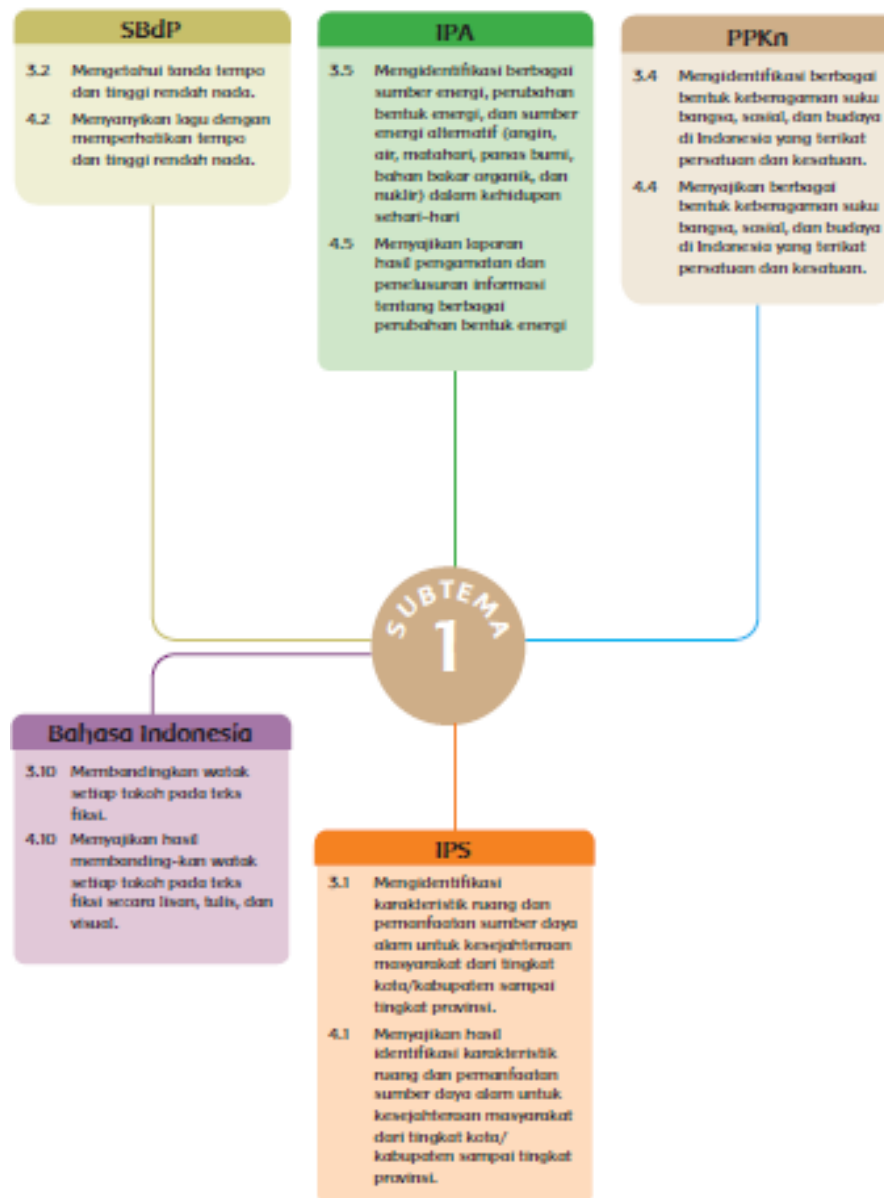 SBdP
3.2 Mengetahui tanda tempo
dan tinggi rendah nada.
4.2 Menyanyikan lagu dengan
memperhatikan tempo
dan tinggi rendah nada.
IPA
3.5 Mengidentifikasi berbagai
sumber energi, perubahan
bentuk energi, dan sumber
energi alternatif (angin,
air, matahari, panas bumi,
bahan bakar organik, dan
nuklir) dalam kehidupan
sehari-hari
4.5 Menyajikan laporan
hasil pengamatan dan
penelusuran informasi
tentang berbagai
perubahan bentuk energi
PPKn
3.4 Mengidentifikasi berbagai
bentuk keberagaman suku
bangsa, sosial, dan budaya
di Indonesia yang terikat
persatuan dan kesatuan.
4.4 Menyajikan berbagai
bentuk keberagaman suku
bangsa, sosial, dan budaya
di Indonesia yang terikat
persatuan dan kesatuan.
SUBTEMA
1
Bahasa Indonesia
3.10 Membandingkan watak
setiap tokoh pada teks
fiksi.
4.10 Menyajikan hasil
membanding-kan watak
setiap tokoh pada teks
fiksi secara lisan, tulis, dan
visual.
IPS
3.1 Mengidentifikasi
karakteristik ruang dan
pemanfaatan sumber daya
alam untuk kesejahteraan
masyarakat dari tingkat
kota/kabupaten sampai
tingkat provinsi.
4.1 Menyajikan hasil
identifikasi karakteristik
ruang dan pemanfaatan
sumber daya alam untuk
kesejahteraan masyarakat
dari tingkat kota/
kabupaten sampai tingkat
provinsi.